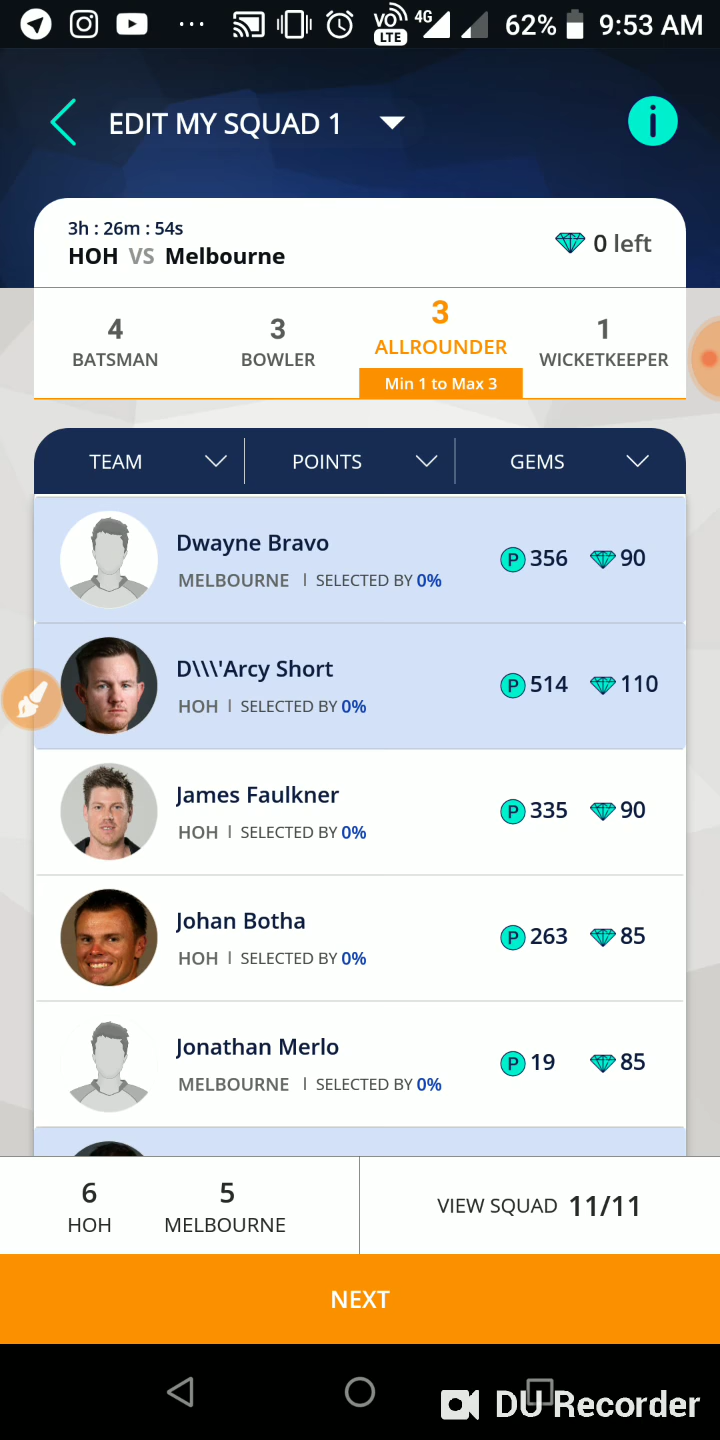 VO LTE 4G 62% 9:53 AM
EDIT MY SQUAD 1
i
3h : 26m : 54s
HOH VS Melbourne
0 left
4 3 3 1
BATSMAN BOWLER ALLROUNDER WICKETKEEPER
Min 1 to Max 3
TEAM POINTS GEMS
Dwayne Bravo
P 356 90
MELBOURNE | SELECTED BY 0%
D\\\'Arcy Short
P 514 110
HOH | SELECTED BY 0%
James Faulkner
P 335 90
HOH | SELECTED BY 0%
Johan Botha
P 263 85
HOH | SELECTED BY 0%
Jonathan Merlo
P 19 85
MELBOURNE | SELECTED BY 0%
6 5
HOH MELBOURNE
VIEW SQUAD 11/11
NEXT
DU Recorder